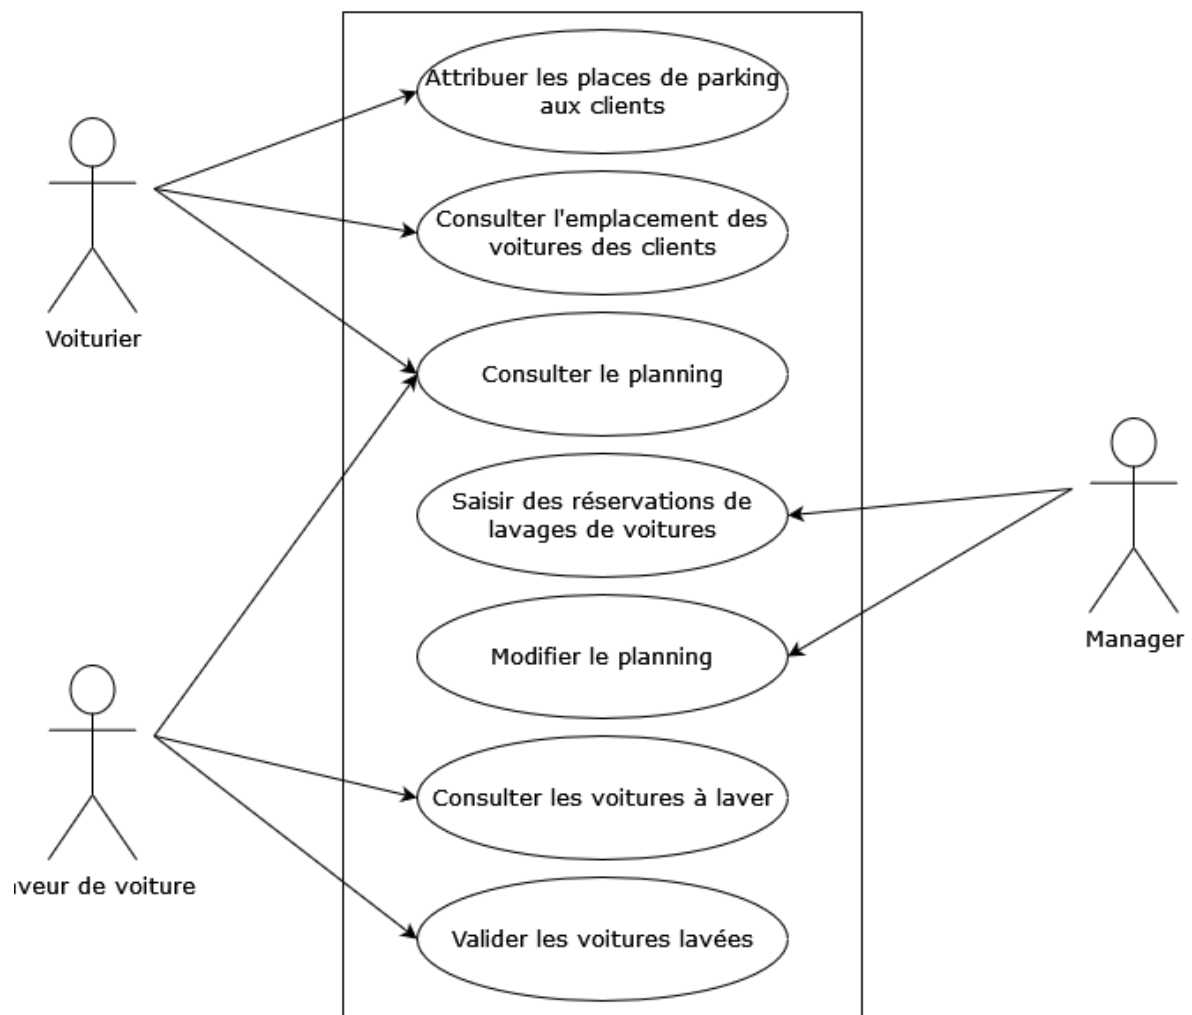 Attribuer les places de parking
aux clients
Consulter l'emplacement des
voitures des clients
Voiturier
Consulter le planning
Saisir des réservations de
lavages de voitures
Manager
Modifier le planning
Consulter les voitures à laver
de voiture
Valider les voitures lavées